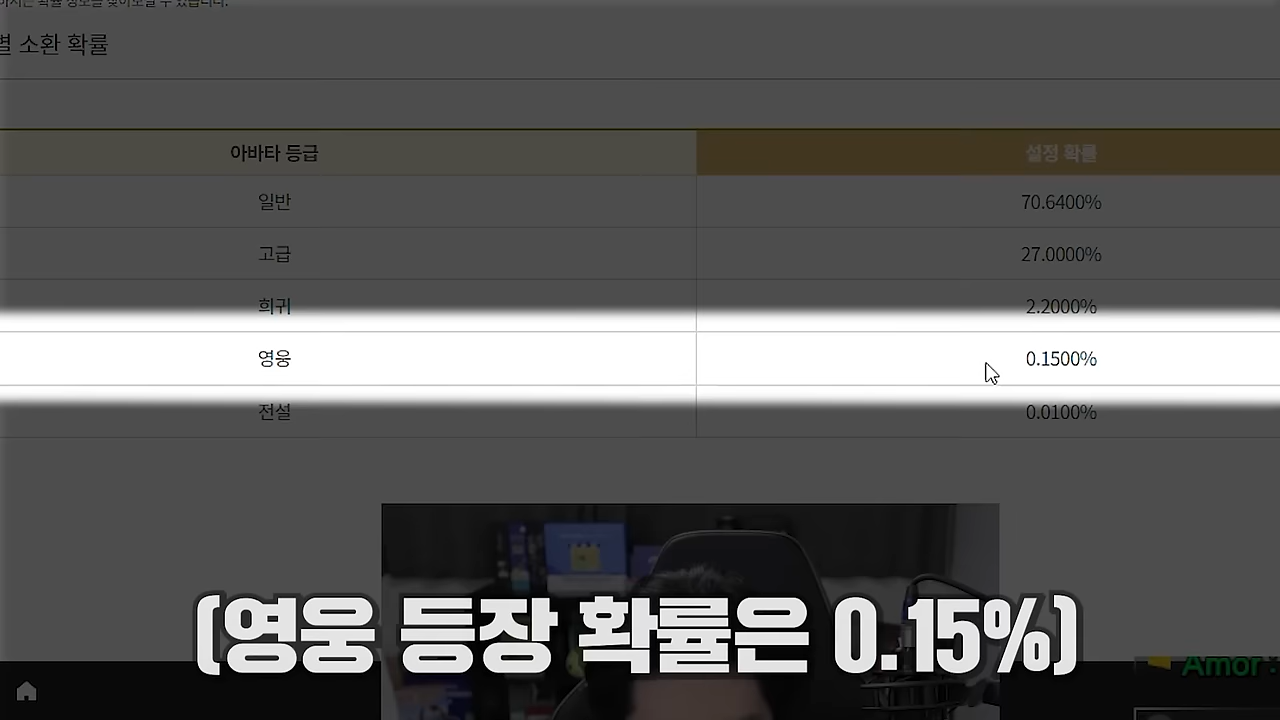 소환 확률
아바타 등급 설정 확률
일반 70.6400%
고급 27.0000%
희귀 2.2000%
영웅 0.1500%
전설 0.0100%
(영웅 등장 확률은 0.15%)
Amor